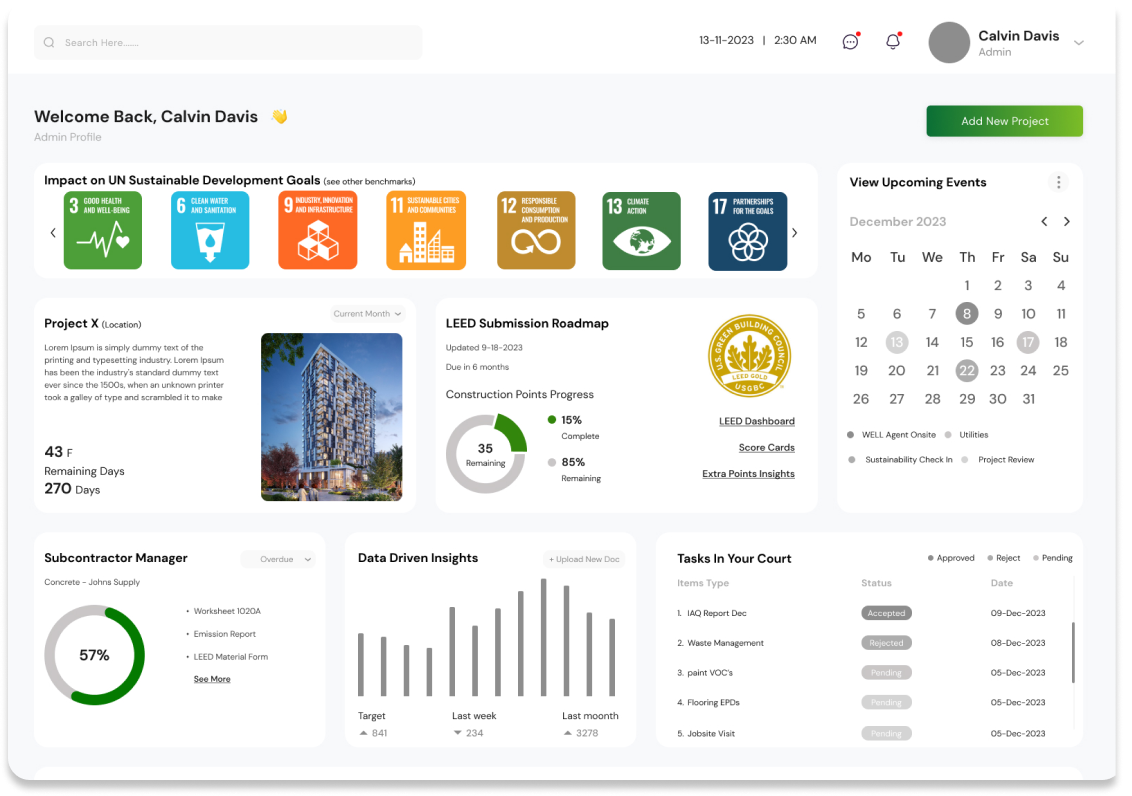 Search Here......
13-11-2023 | 2:30 AM
Calvin Davis
Admin
Welcome Back, Calvin Davis 👋
Admin Profile
Add New Project
Impact on UN Sustainable Development Goals (see other benchmarks)
3 GOOD HEALTH
AND WELL-BEING
6 CLEAN WATER
AND SANITATION
9 INDUSTRY, INNOVATION
AND INFRASTRUCTURE
11 SUSTAINABLE CITIES
AND COMMUNITIES
12 RESPONSIBLE
CONSUMPTION
AND PRODUCTION
13 CLIMATE
ACTION
17 PARTNERSHIPS
FOR THE GOALS
View Upcoming Events
December 2023
Mo Tu We Th Fr Sa Su
1 2 3 4
5 6 7 8 9 10 11
12 13 14 15 16 17 18
19 20 21 22 23 24 25
26 27 28 29 30 31
WELL Agent Onsite Utilities
Sustainability Check In Project Review
Current Month
Project X (Location)
Lorem Ipsum is simply dummy text of the
printing and typesetting industry. Lorem Ipsum
has been the industry's standard dummy text
ever since the 1500s, when an unknown printer
took a galley of type and scrambled it to make
43 F
Remaining Days
270 Days
LEED Submission Roadmap
Updated 9-18-2023
Due in 6 months
Construction Points Progress
35
Remaining
15%
Complete
85%
Remaining
U.S. GREEN BUILDING COUNCIL
LEED GOLD
USGBC
LEED Dashboard
Score Cards
Extra Points Insights
Subcontractor Manager
Overdue
Concrete - Johns Supply
57%
• Worksheet 1020A
• Emission Report
• LEED Material Form
See More
Data Driven Insights
+ Upload New Doc
Target Last week Last moonth
841 234 3278
Tasks In Your Court
Approved Reject Pending
Items Type Status Date
1. IAQ Report Dec Accepted 09-Dec-2023
2. Waste Management Rejected 08-Dec-2023
3. paint VOC's Pending 05-Dec-2023
4. Flooring EPDs Pending 05-Dec-2023
5. Jobsite Visit Pending 05-Dec-2023